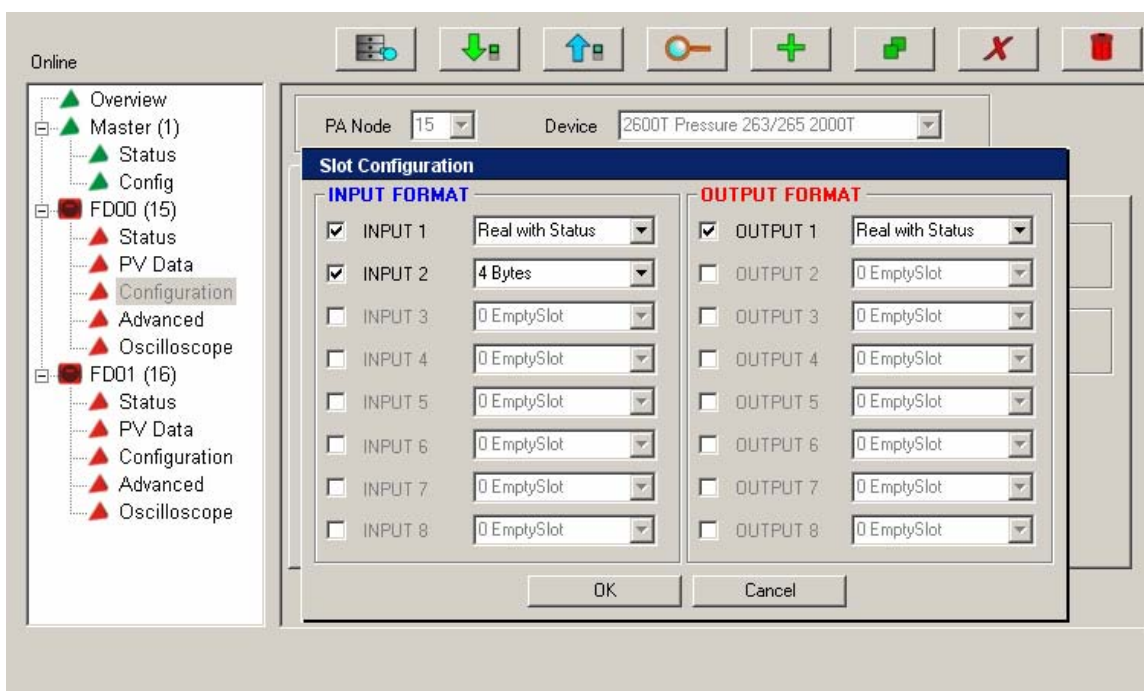 Online
Overview
Master (1)
Status
Config
FD00 (15)
Status
PV Data
Configuration
Advanced
Oscilloscope
FD01 (16)
Status
PV Data
Configuration
Advanced
Oscilloscope
PA Node 15 Device 2600T Pressure 263/265 2000T
Slot Configuration
INPUT FORMAT OUTPUT FORMAT
INPUT 1 Real with Status OUTPUT 1 Real with Status
INPUT 2 4 Bytes OUTPUT 2 0 EmptySlot
INPUT 3 0 EmptySlot OUTPUT 3 0 EmptySlot
INPUT 4 0 EmptySlot OUTPUT 4 0 EmptySlot
INPUT 5 0 EmptySlot OUTPUT 5 0 EmptySlot
INPUT 6 0 EmptySlot OUTPUT 6 0 EmptySlot
INPUT 7 0 EmptySlot OUTPUT 7 0 EmptySlot
INPUT 8 0 EmptySlot OUTPUT 8 0 EmptySlot
OK Cancel